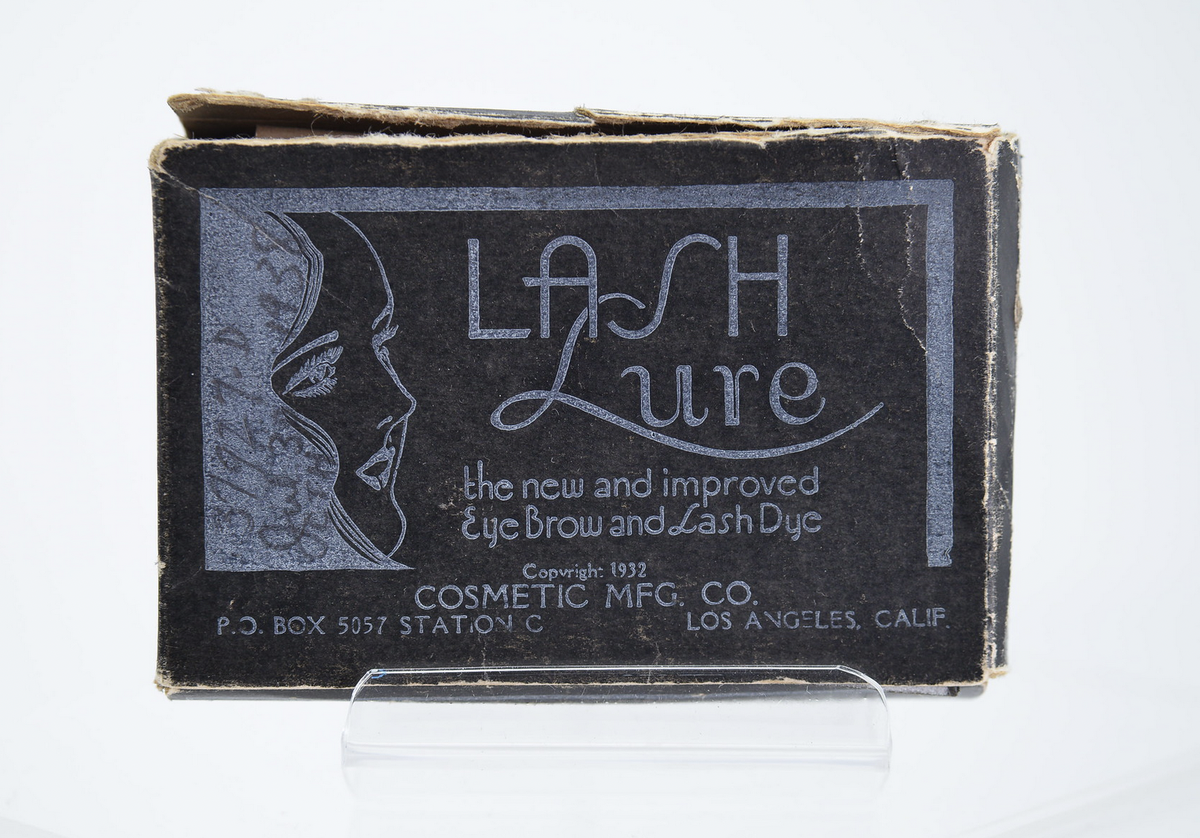 LASH
Lure
the new and improved
Eye Brow and Lash Dye
Copyright 1932
COSMETIC MFG. CO.
P.O. BOX 5057 STATION C LOS ANGELES, CALIF.